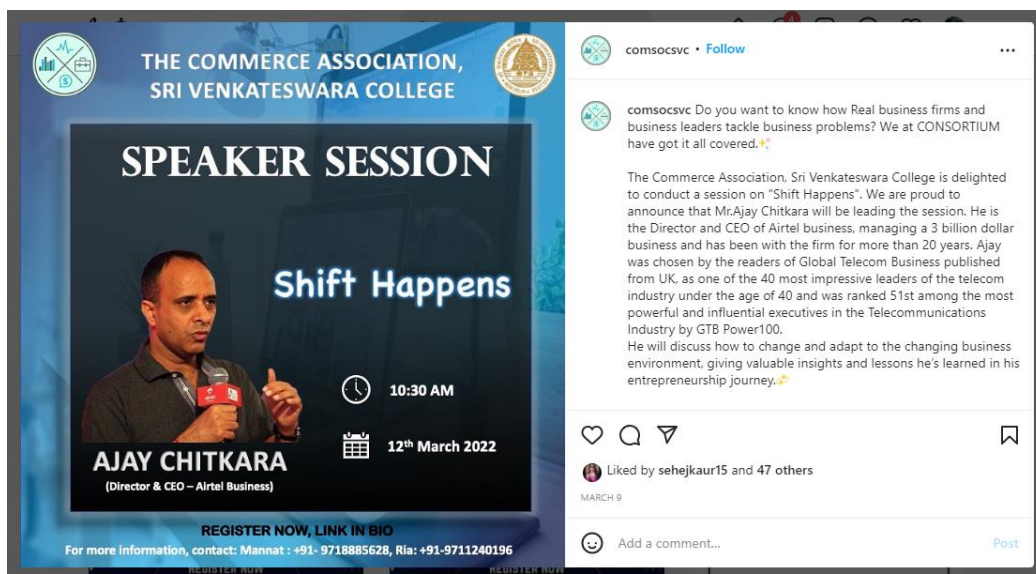 THE COMMERCE ASSOCIATION,
SRI VENKATESWARA COLLEGE
SPEAKER SESSION
Shift Happens
10:30 AM
12th March 2022
AJAY CHITKARA
(Director & CEO – Airtel Business)
REGISTER NOW, LINK IN BIO
For more information, contact: Mannat : +91- 9718885628, Ria: +91-9711240196
comsocsvc • Follow
comsocsvc Do you want to know how Real business firms and
business leaders tackle business problems? We at CONSORTIUM
have got it all covered.✨
The Commerce Association, Sri Venkateswara College is delighted
to conduct a session on "Shift Happens". We are proud to
announce that Mr.Ajay Chitkara will be leading the session. He is
the Director and CEO of Airtel business, managing a 3 billion dollar
business and has been with the firm for more than 20 years. Ajay
was chosen by the readers of Global Telecom Business published
from UK, as one of the 40 most impressive leaders of the telecom
industry under the age of 40 and was ranked 51st among the most
powerful and influential executives in the Telecommunications
Industry by GTB Power100.
He will discuss how to change and adapt to the changing business
environment, giving valuable insights and lessons he's learned in his
entrepreneurship journey.💫
Liked by sehejkaur15 and 47 others
MARCH 9
Add a comment...
Post
REGISTER NOW
REGISTER NOW